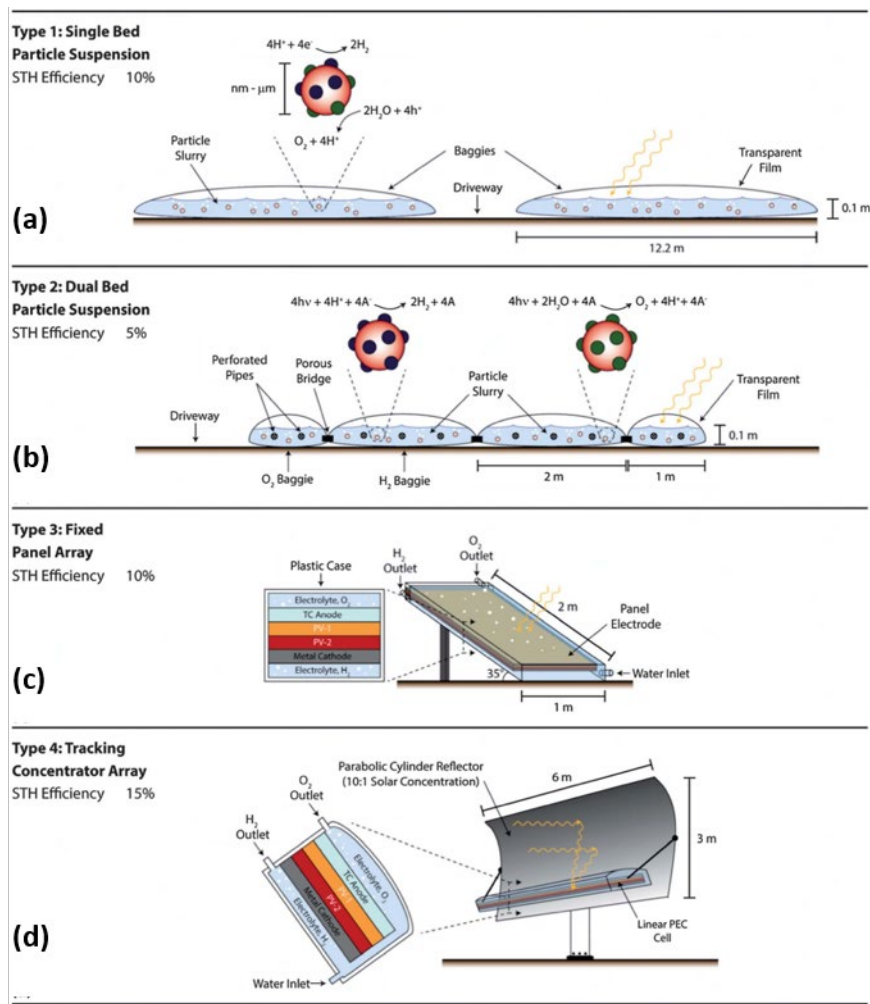 Type 1: Single Bed
Particle Suspension
STH Efficiency 10%
4H⁺ + 4e⁻ 2H₂
nm - μm
2H₂O + 4h⁺
O₂ + 4H⁺
Particle
Slurry
Baggies
Driveway
Transparent
Film
0.1 m
12.2 m
(a)
Type 2: Dual Bed
Particle Suspension
STH Efficiency 5%
4hν + 4H⁺ + 4A⁻ 2H₂ + 4A
4hν + 2H₂O + 4A O₂ + 4H⁺ + 4A⁻
Perforated
Pipes
Porous
Bridge
Particle
Slurry
Transparent
Film
Driveway
0.1 m
O₂ Baggie
H₂ Baggie
2 m
1 m
(b)
Type 3: Fixed
Panel Array
STH Efficiency 10%
Plastic Case
Electrolyte, O₂
TC Anode
PV-1
PV-2
Metal Cathode
Electrolyte, H₂
H₂
Outlet
O₂
Outlet
2 m
Panel
Electrode
Water Inlet
35°
1 m
(c)
Type 4: Tracking
Concentrator Array
STH Efficiency 15%
O₂
Outlet
H₂
Outlet
Electrolyte, O₂
TC Anode
PV-1
PV-2
Metal Cathode
Electrolyte, H₂
Water Inlet
Parabolic Cylinder Reflector
(10:1 Solar Concentration)
6 m
3 m
Linear PEC
Cell
(d)